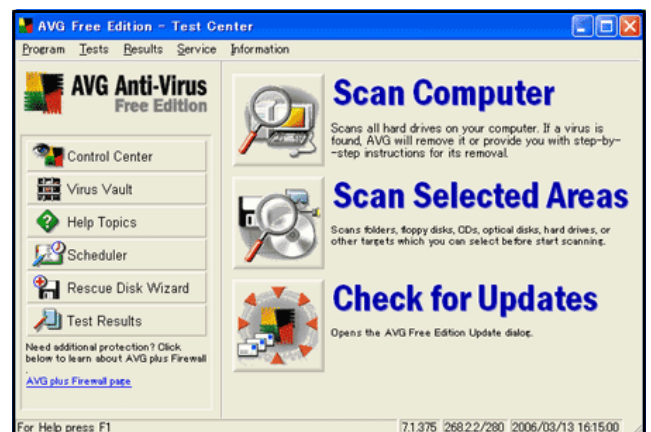 AVG Free Edition - Test Center
Program Tests Results Service Information
AVG Anti-Virus
Free Edition
Control Center
Virus Vault
Help Topics
Scheduler
Rescue Disk Wizard
Test Results
Need additional protection? Click
below to learn about AVG plus Firewall
.
AVG plus Firewall page
Scan Computer
Scans all hard drives on your computer. If a virus is
found, AVG will remove it or provide you with step-by-
-step instructions for its removal.
Scan Selected Areas
Scans folders, floppy disks, CDs, optical disks, hard drives, or
other targets which you can select before start scanning.
Check for Updates
Opens the AVG Free Edition Update dialog.
For Help press F1
7.1.375 268.2.2/280 2006/03/13 16:15:00